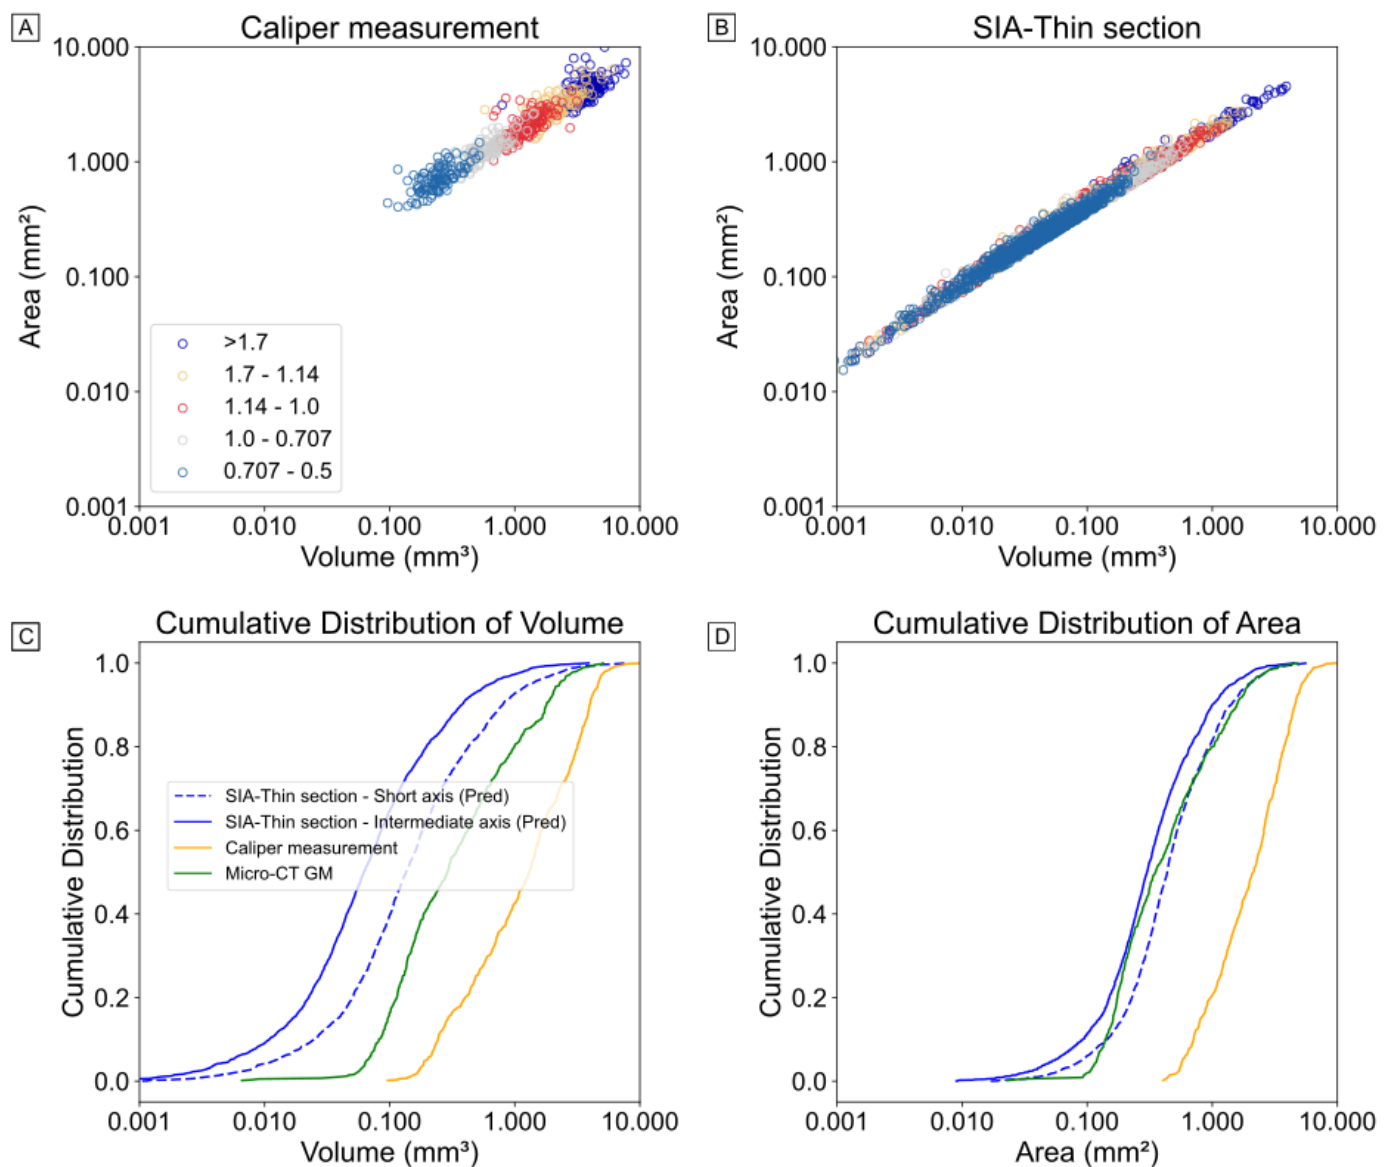 A
Caliper measurement
10.000
1.000
0.100
0.010
0.001
Area (mm²)
>1.7
1.7 - 1.14
1.14 - 1.0
1.0 - 0.707
0.707 - 0.5
0.001
0.010
0.100
1.000
10.000
Volume (mm³)
B
SIA-Thin section
10.000
1.000
0.100
0.010
0.001
Area (mm²)
0.001
0.010
0.100
1.000
10.000
Volume (mm³)
C
Cumulative Distribution of Volume
1.0
0.8
0.6
0.4
0.2
0.0
Cumulative Distribution
SIA-Thin section - Short axis (Pred)
SIA-Thin section - Intermediate axis (Pred)
Caliper measurement
Micro-CT GM
0.001
0.010
0.100
1.000
10.000
Volume (mm³)
D
Cumulative Distribution of Area
1.0
0.8
0.6
0.4
0.2
0.0
Cumulative Distribution
0.001
0.010
0.100
1.000
10.000
Area (mm²)